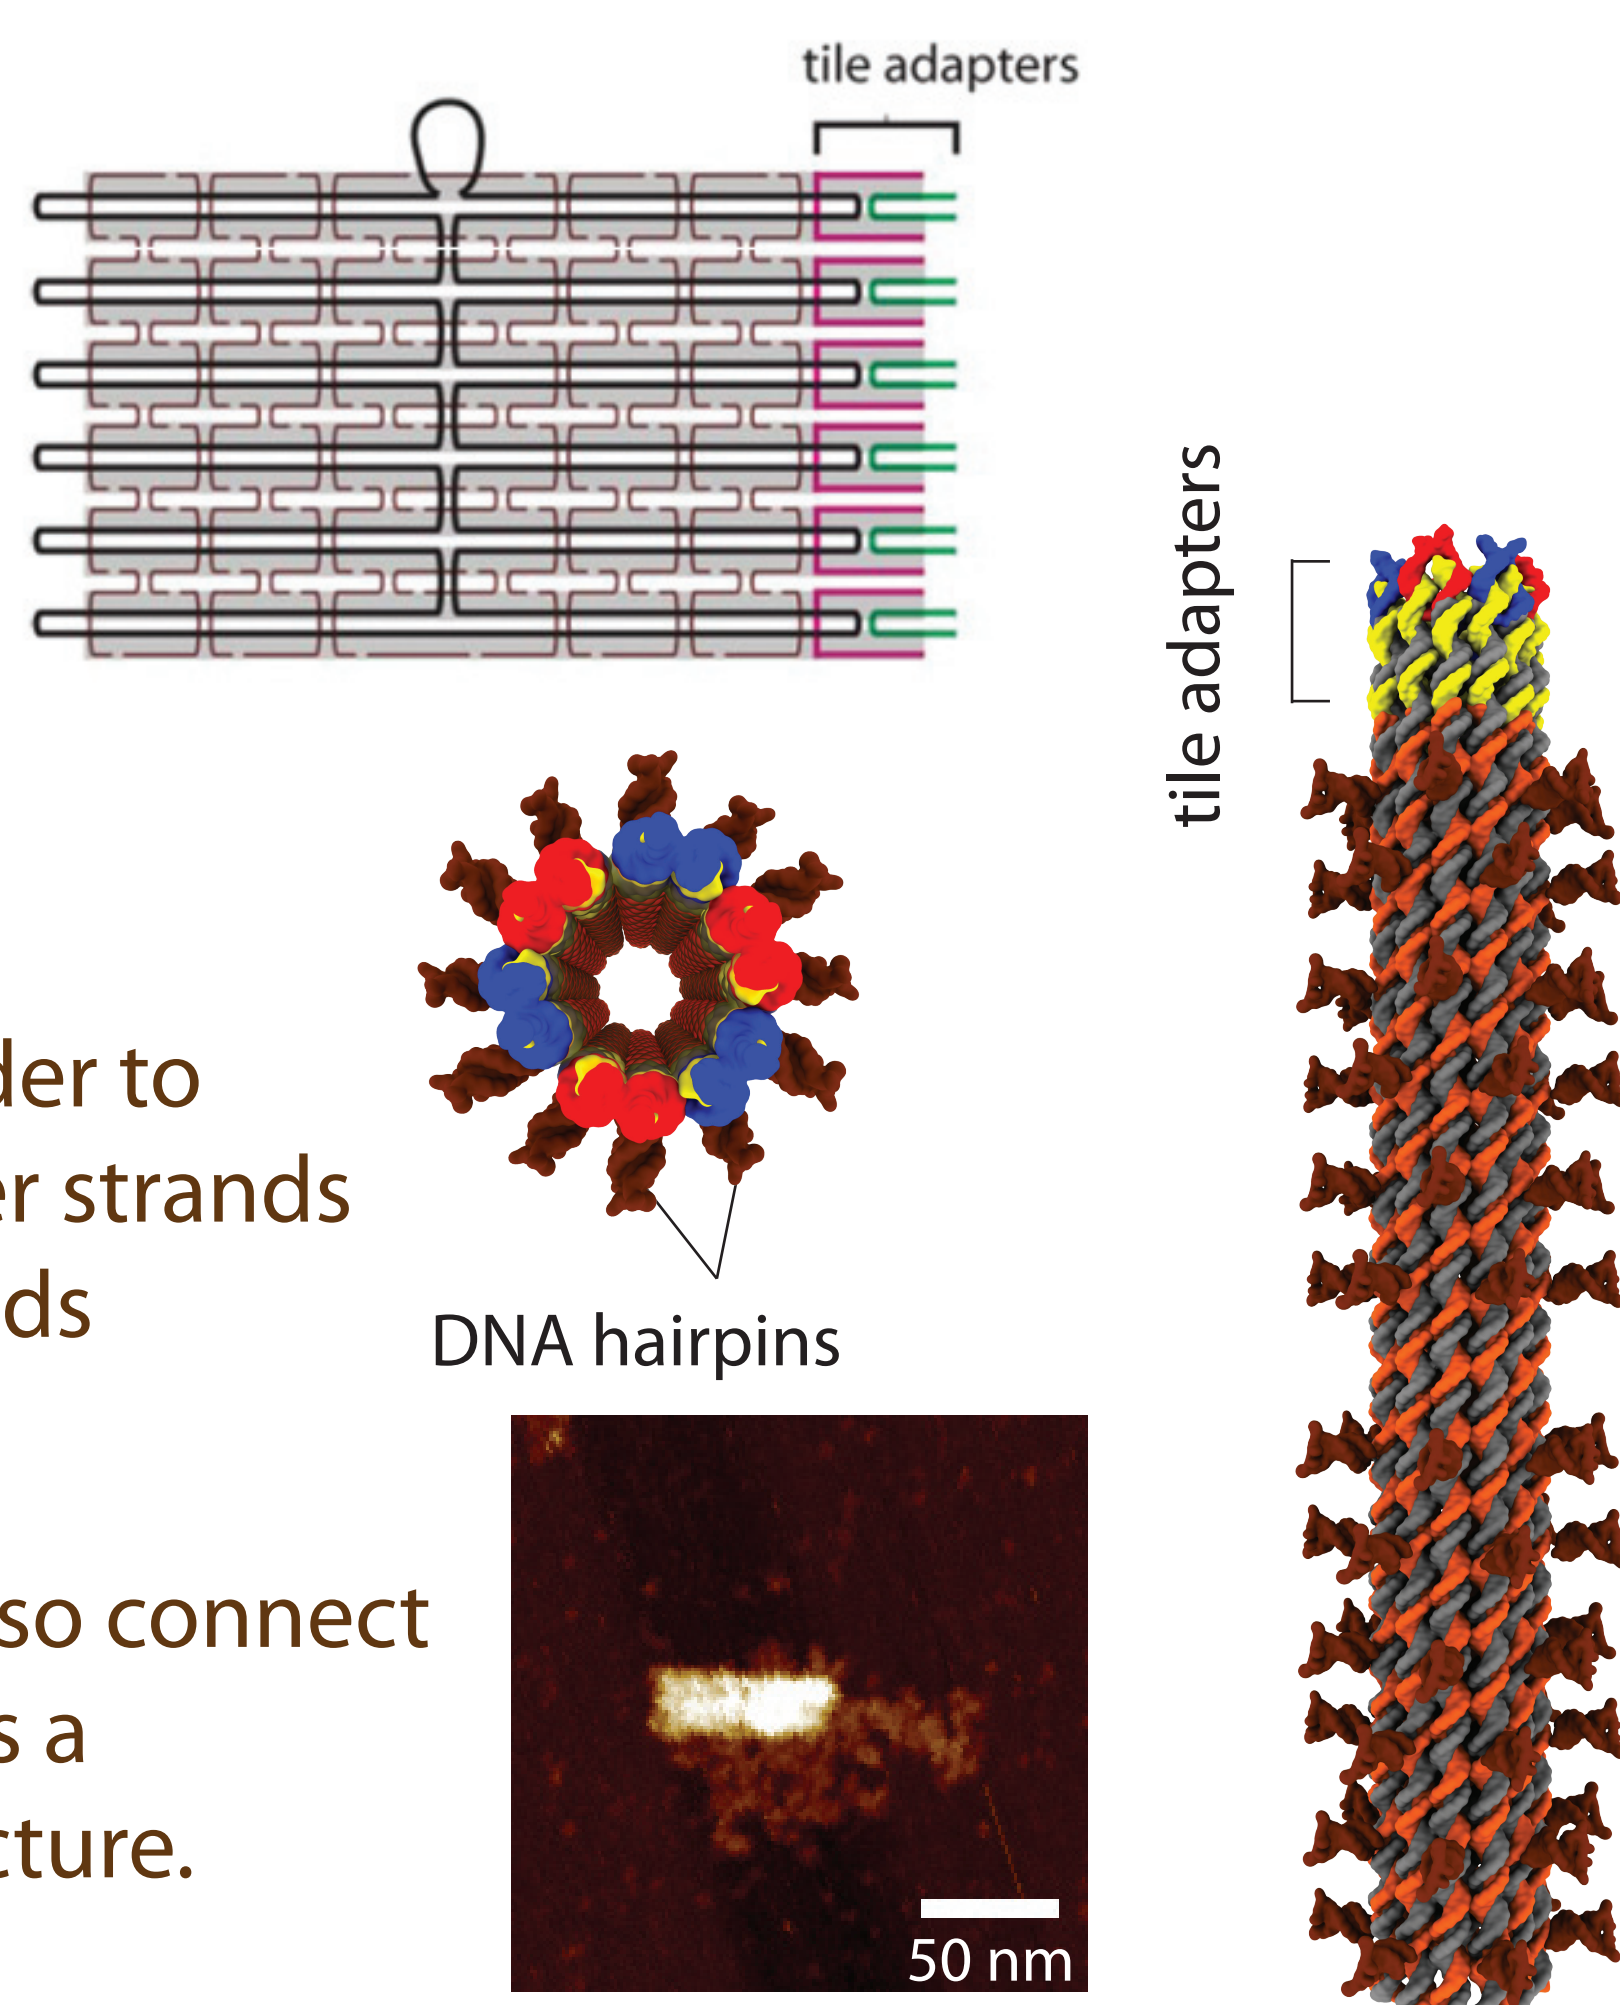 tile adapters
tile adapters
der to
er strands
ds
DNA hairpins
so connect
s a
cture.
50 nm